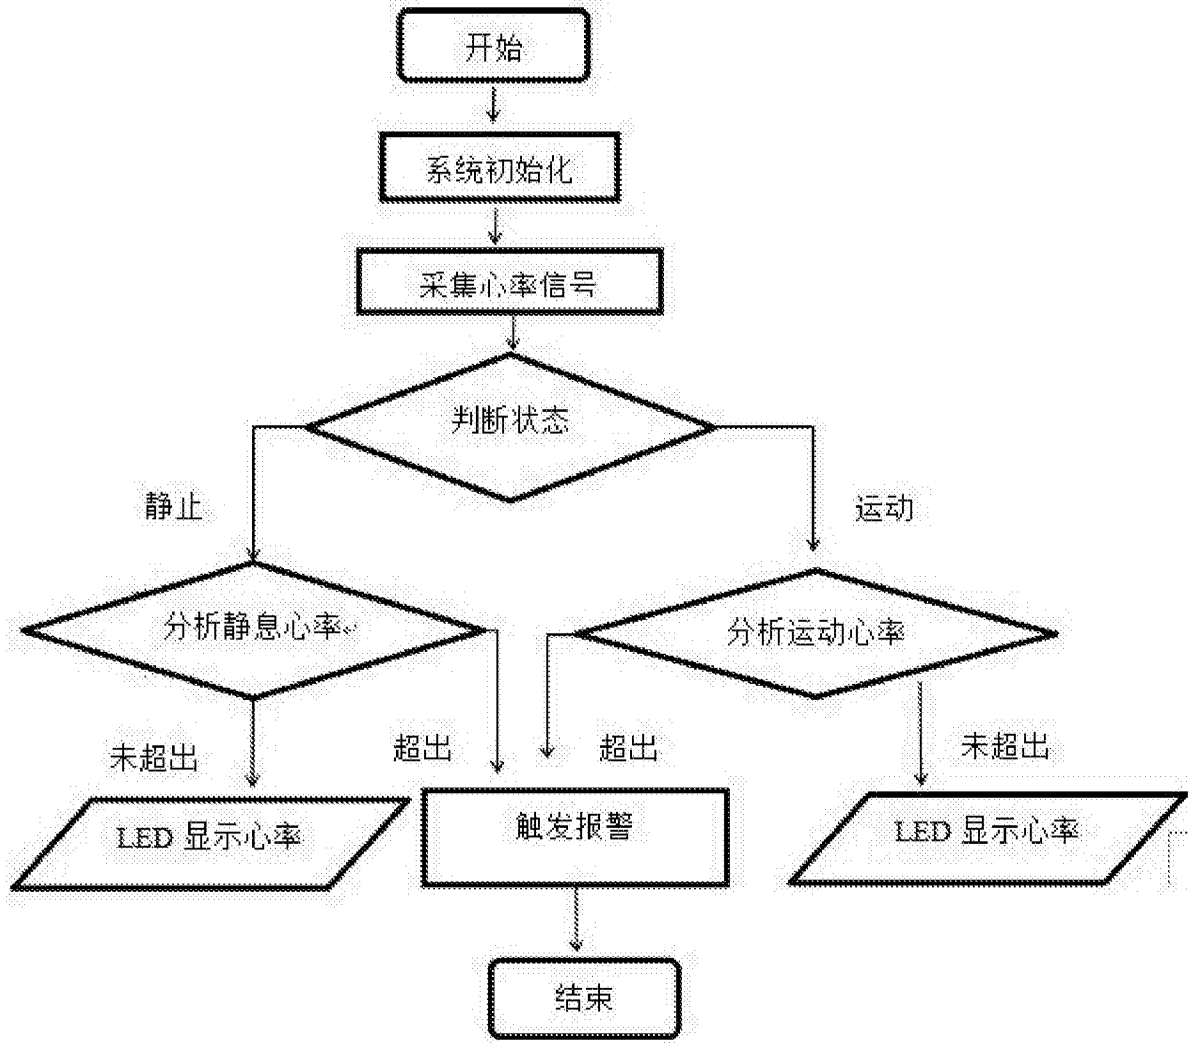 开始
系统初始化
采集心率信号
判断状态
静止
运动
分析静息心率
分析运动心率
未超出
超出
超出
未超出
LED 显示心率
触发报警
LED 显示心率
结束